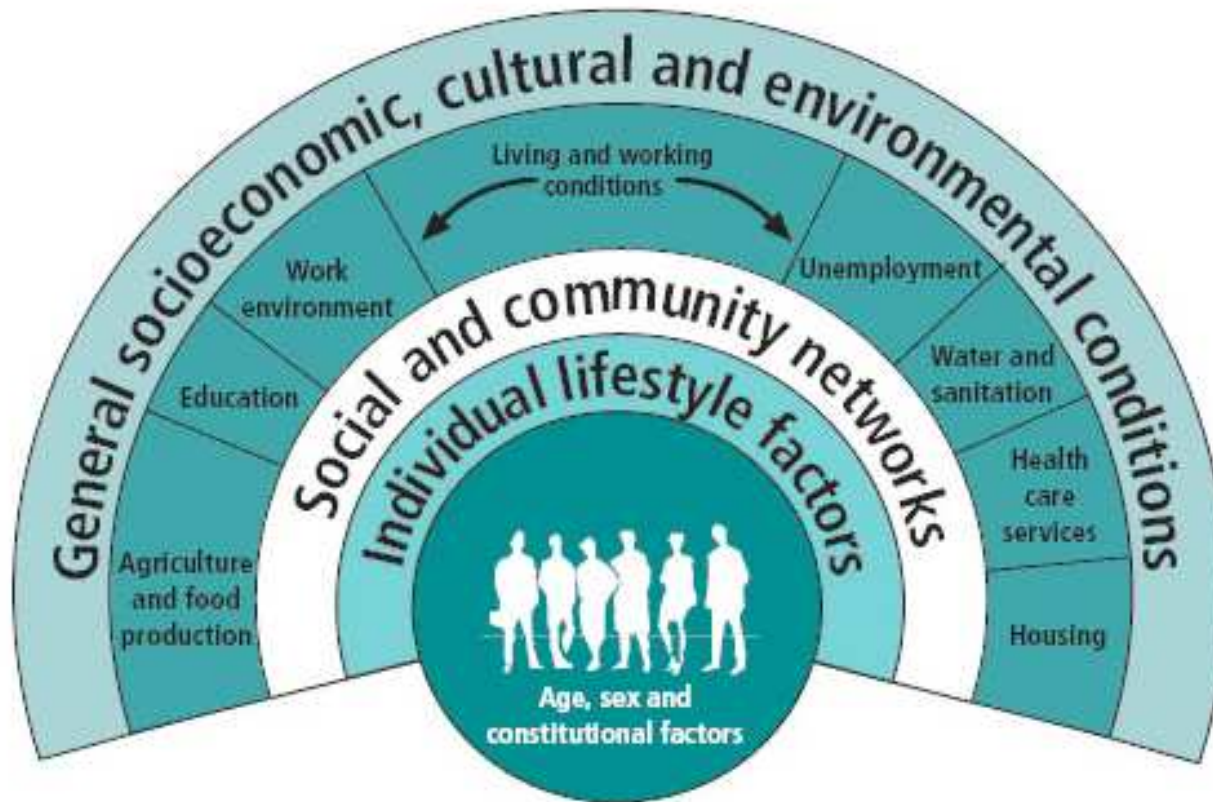 General socioeconomic, cultural and environmental conditions
Living and working
conditions
Work
environment
Unemployment
Education
Water and
sanitation
Agriculture
and food
production
Health
care
services
Housing
Social and community networks
Individual lifestyle factors
Age, sex and
constitutional factors